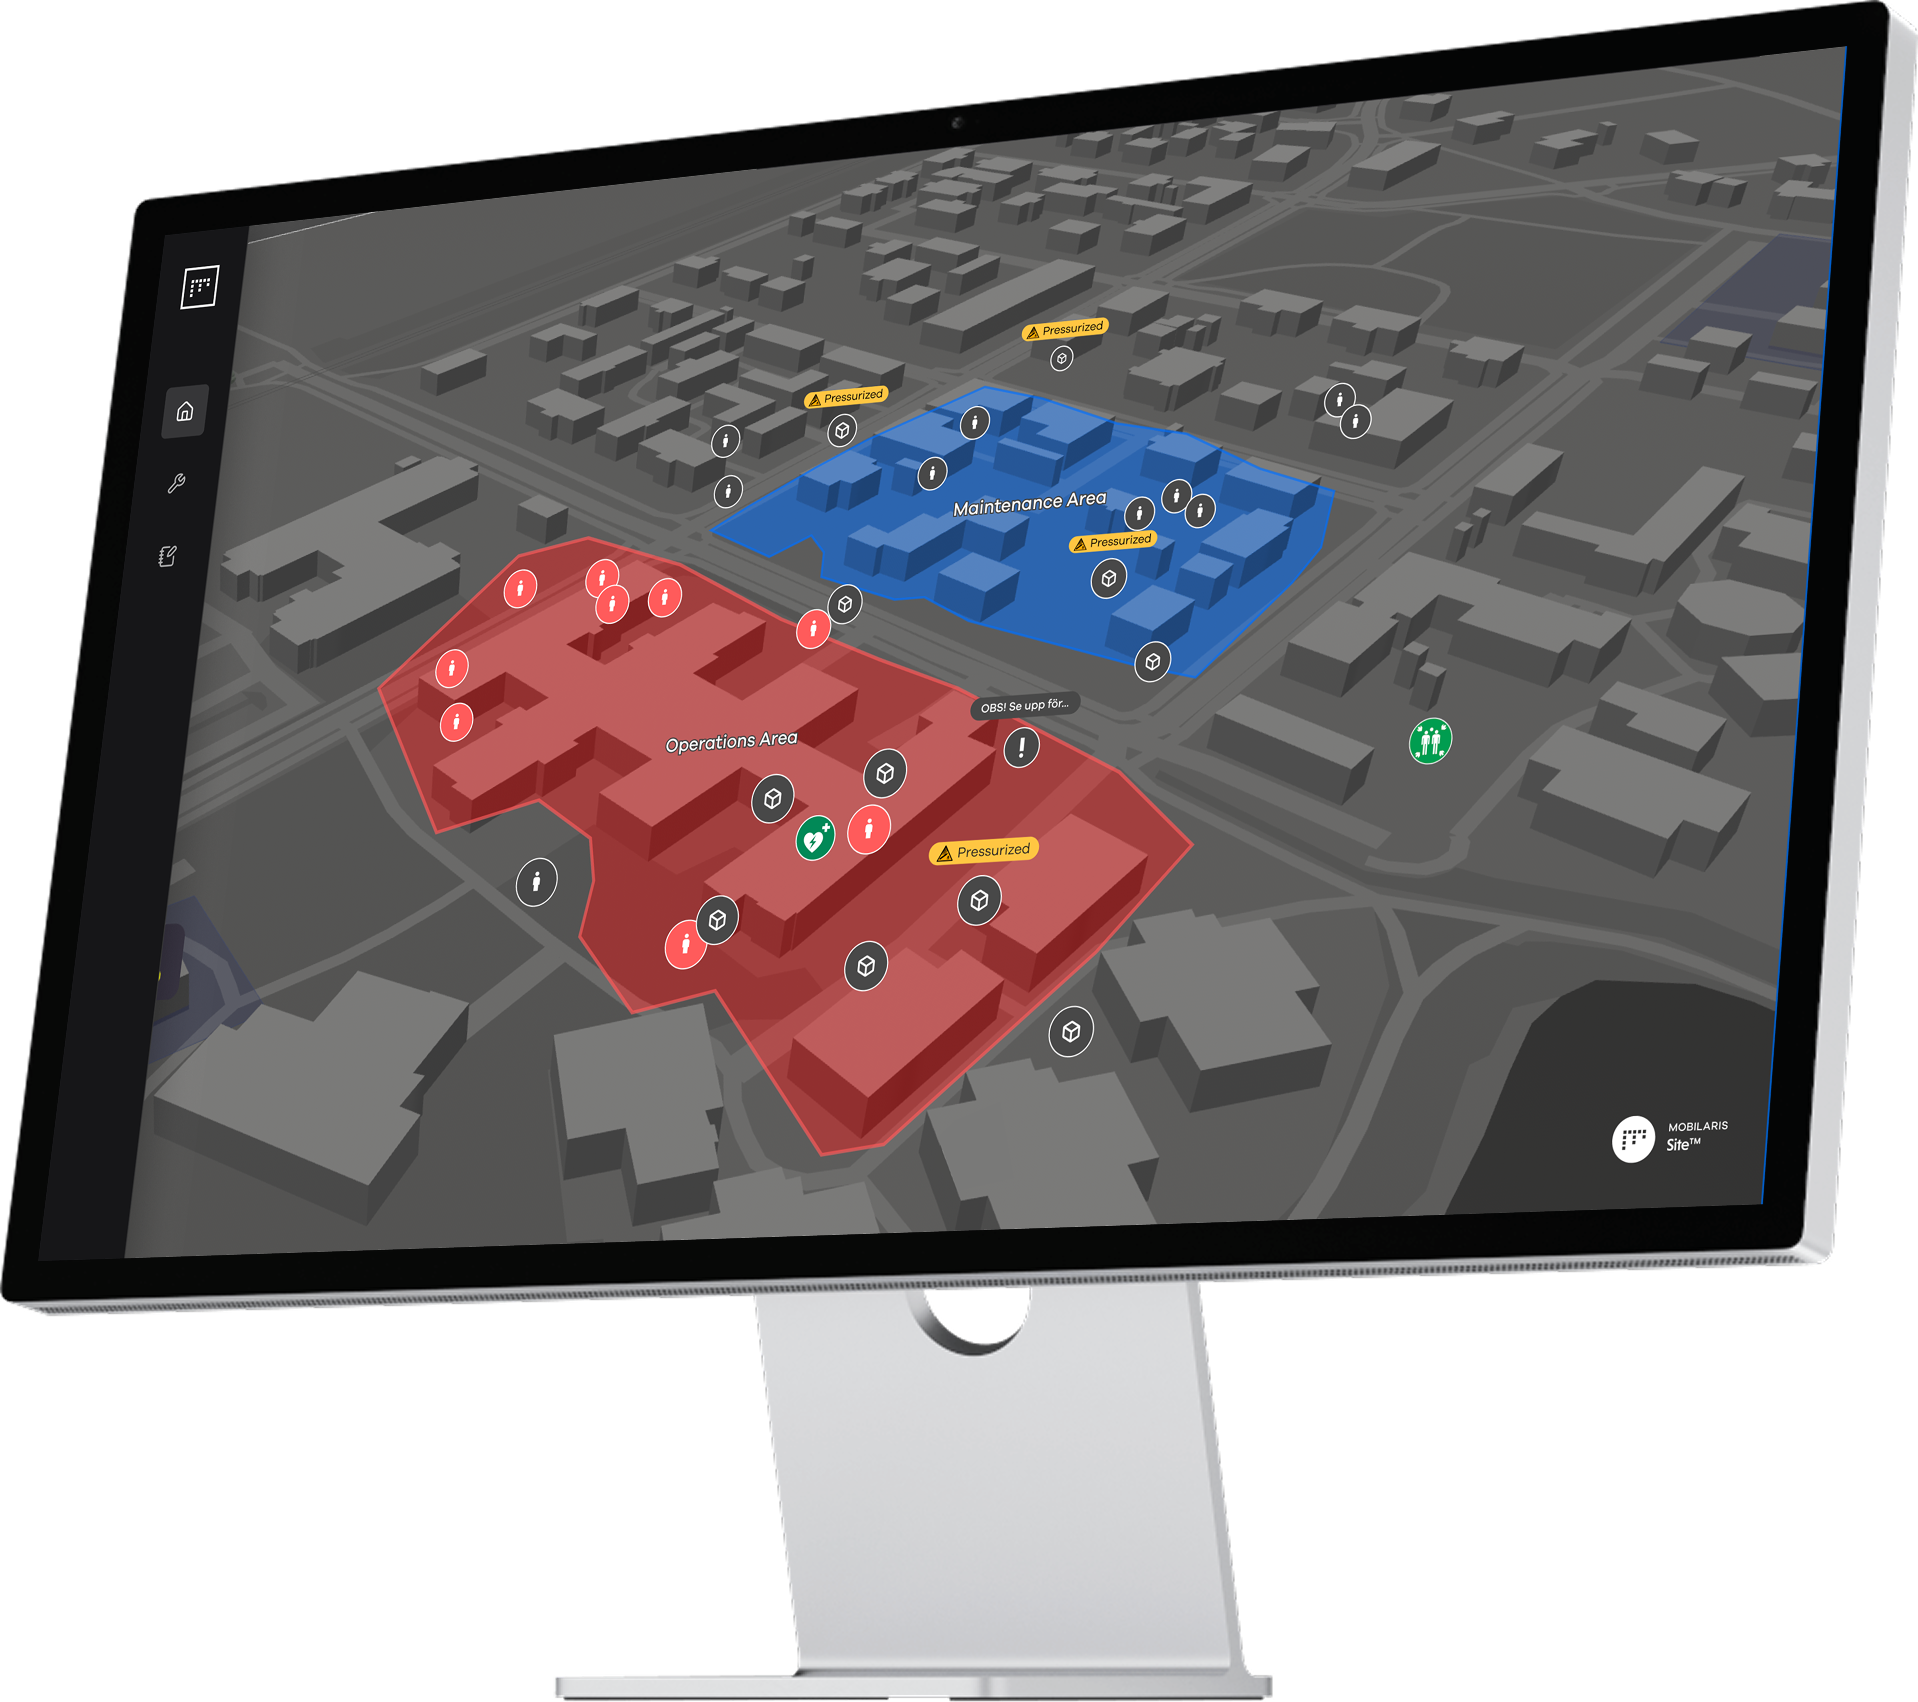 Pressurized
Pressurized
Maintenance Area
Pressurized
OBS! Se upp för...
Operations Area
Pressurized
MOBILARIS
Site™